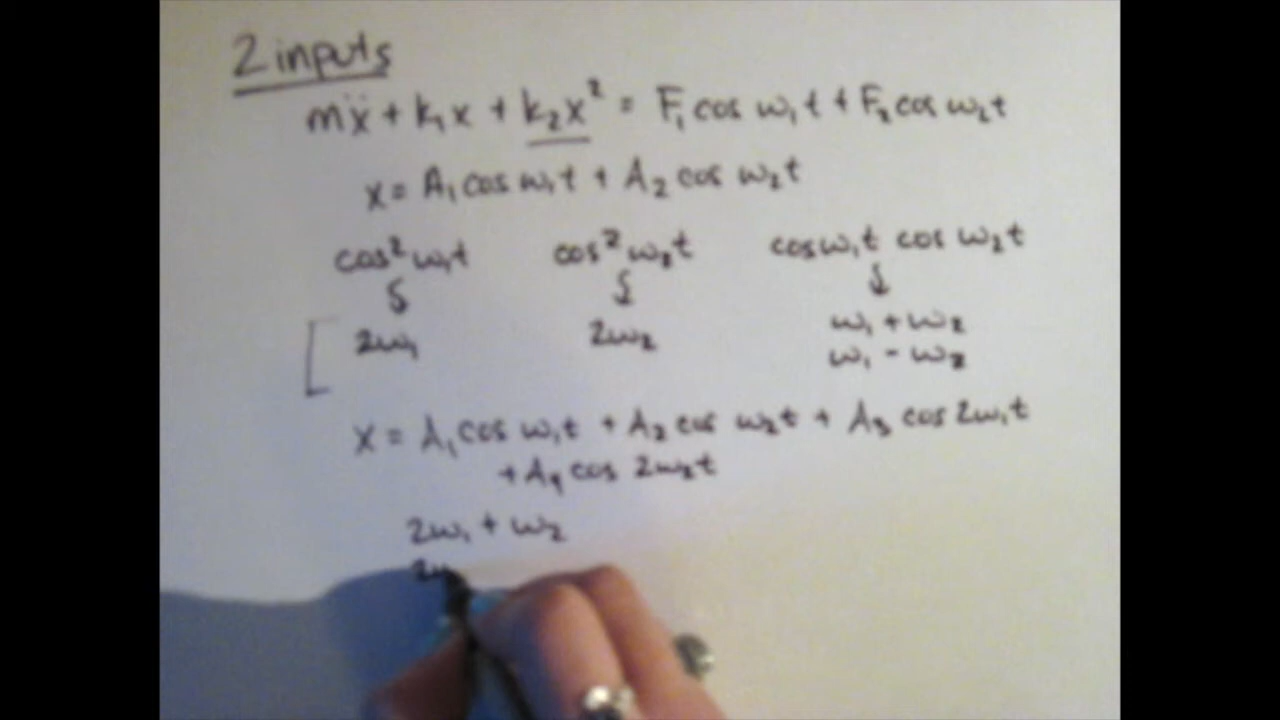 2 inputs
mẍ + k₁x + k₂x² = F₁ cos ω₁t + F₂ cos ω₂t
x = A₁ cos ω₁t + A₂ cos ω₂t
cos² ω₁t cos² ω₂t cos ω₁t cos ω₂t
↓ ↓ ↓
[ 2ω₁ 2ω₂ ω₁ + ω₂
ω₁ - ω₂
x = A₁ cos ω₁t + A₂ cos ω₂t + A₃ cos 2ω₁t
+ A₄ cos 2ω₂t
2ω₁ + ω₂